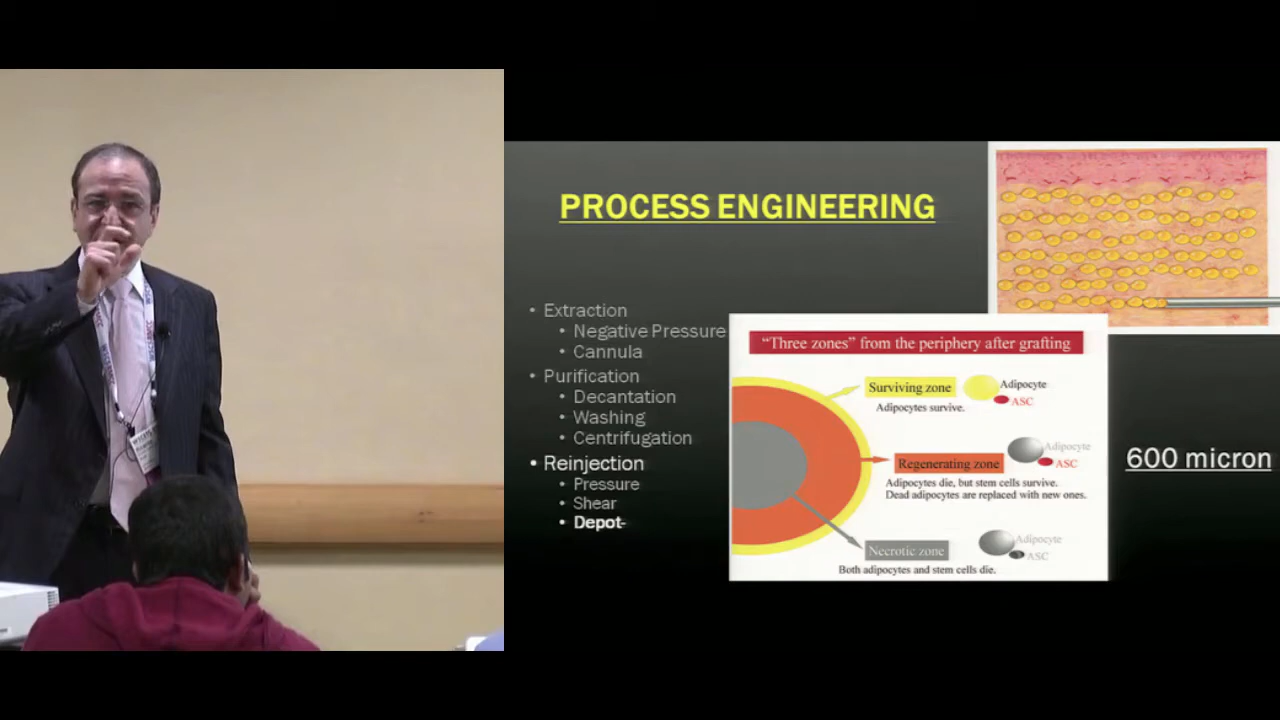 PROCESS ENGINEERING
• Extraction
• Negative Pressure
• Cannula
• Purification
• Decantation
• Washing
• Centrifugation
• Reinjection
• Pressure
• Shear
• Depot-
"Three zones" from the periphery after grafting
Surviving zone
Adipocyte
ASC
Adipocytes survive.
Regenerating zone
Adipocyte
ASC
Adipocytes die, but stem cells survive.
Dead adipocytes are replaced with new ones.
Necrotic zone
Adipocyte
ASC
Both adipocytes and stem cells die.
600 micron